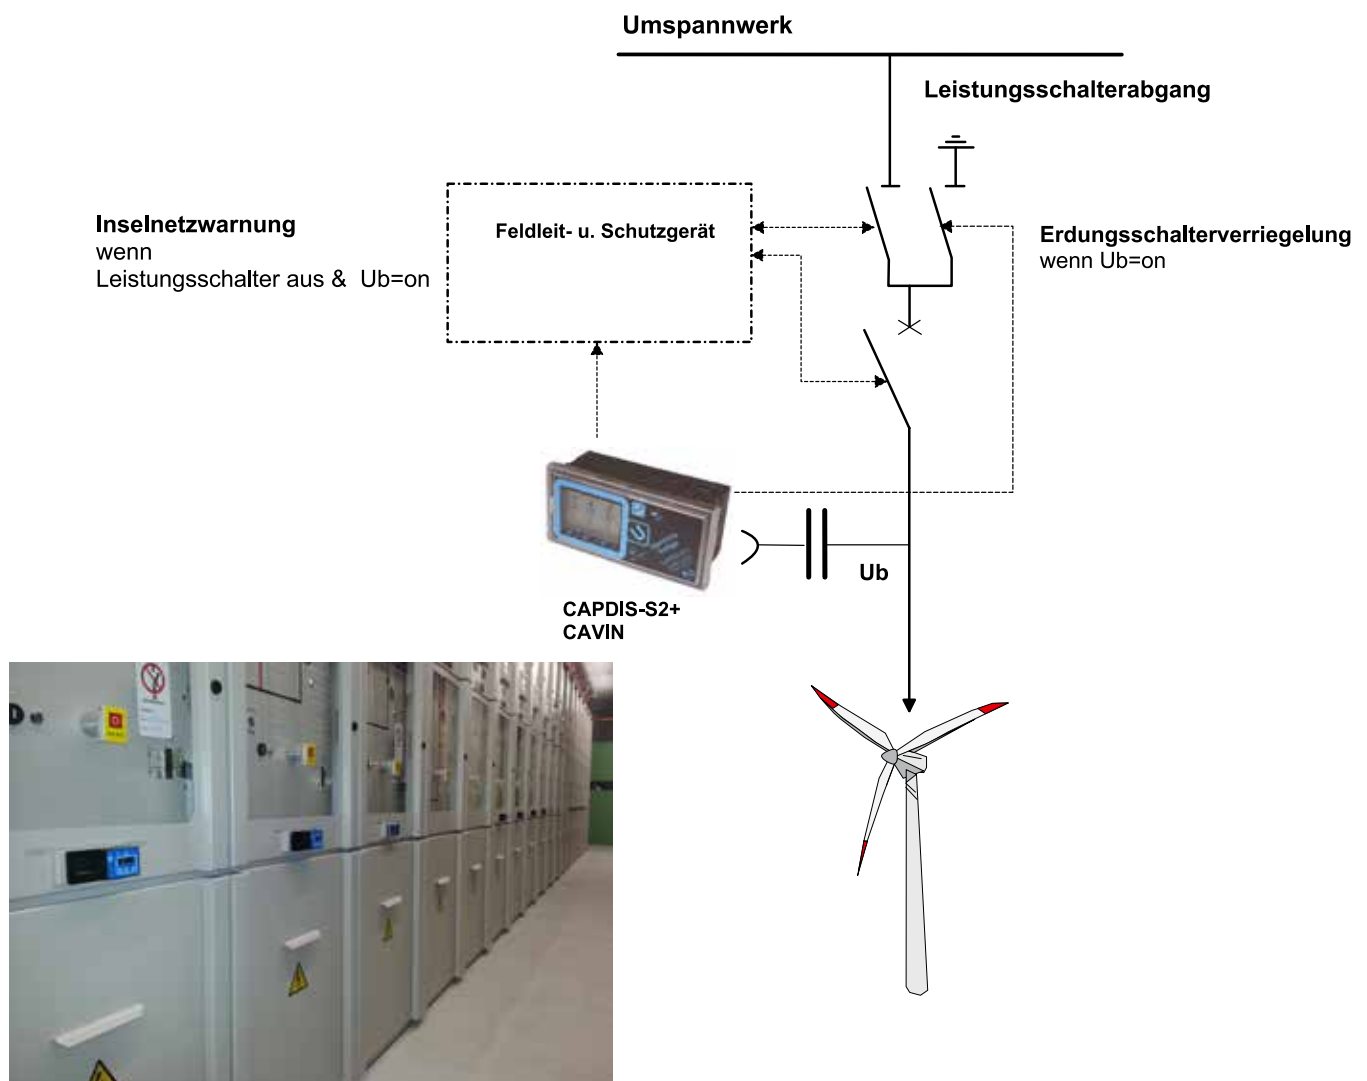 Umspannwerk
Leistungsschalterabgang
Inselnetzwarnung
wenn
Leistungsschalter aus & Ub=on
Feldleit- u. Schutzgerät
Erdungsschalterverriegelung
wenn Ub=on
Ub
CAPDIS-S2+
CAVIN